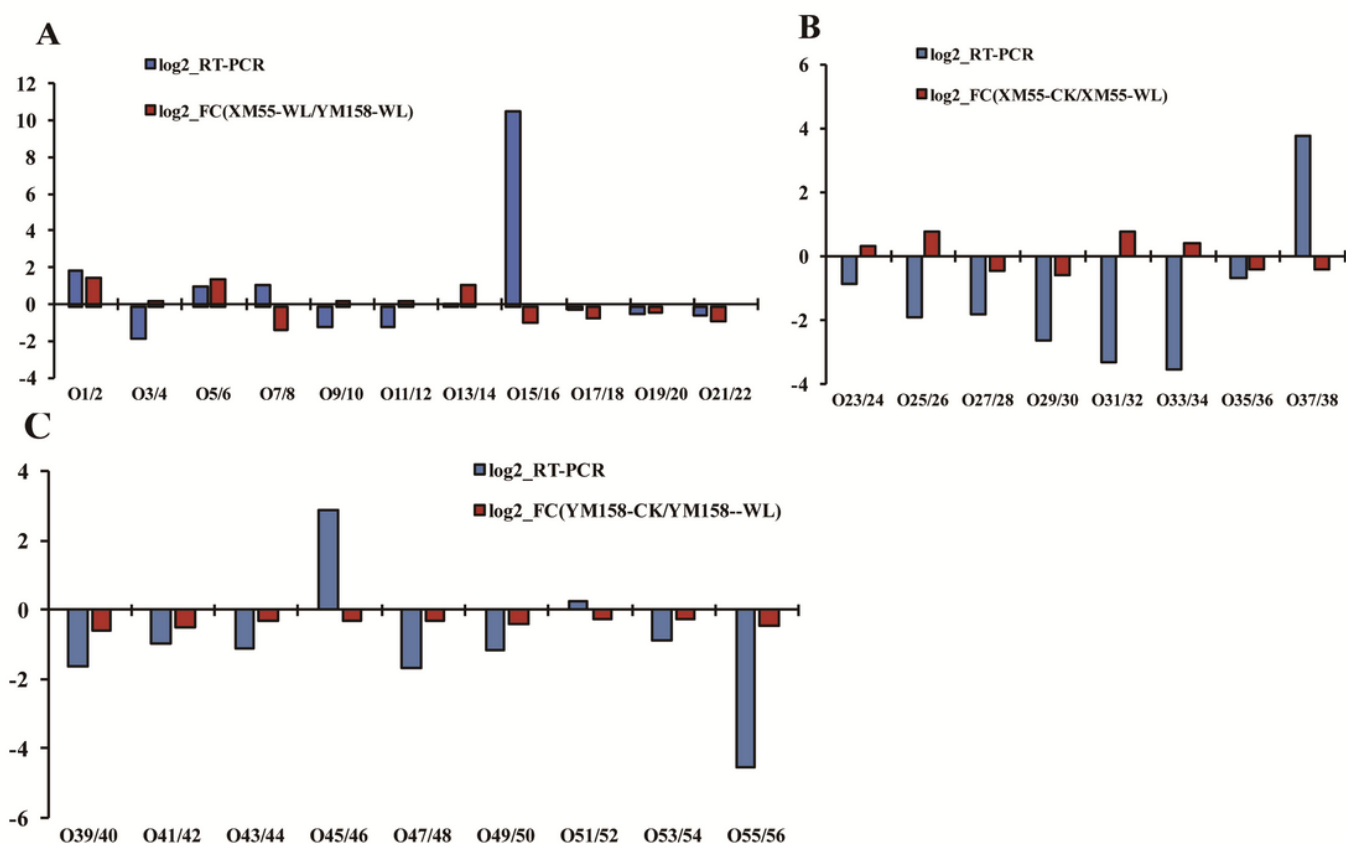 A
log2_RT-PCR
log2_FC(XM55-WL/YM158-WL)
12
10
8
6
4
2
0
-2
-4
O1/2 O3/4 O5/6 O7/8 O9/10 O11/12 O13/14 O15/16 O17/18 O19/20 O21/22
B
log2_RT-PCR
log2_FC(XM55-CK/XM55-WL)
6
4
2
0
-2
-4
O23/24 O25/26 O27/28 O29/30 O31/32 O33/34 O35/36 O37/38
C
log2_RT-PCR
log2_FC(YM158-CK/YM158--WL)
4
2
0
-2
-4
-6
O39/40 O41/42 O43/44 O45/46 O47/48 O49/50 O51/52 O53/54 O55/56